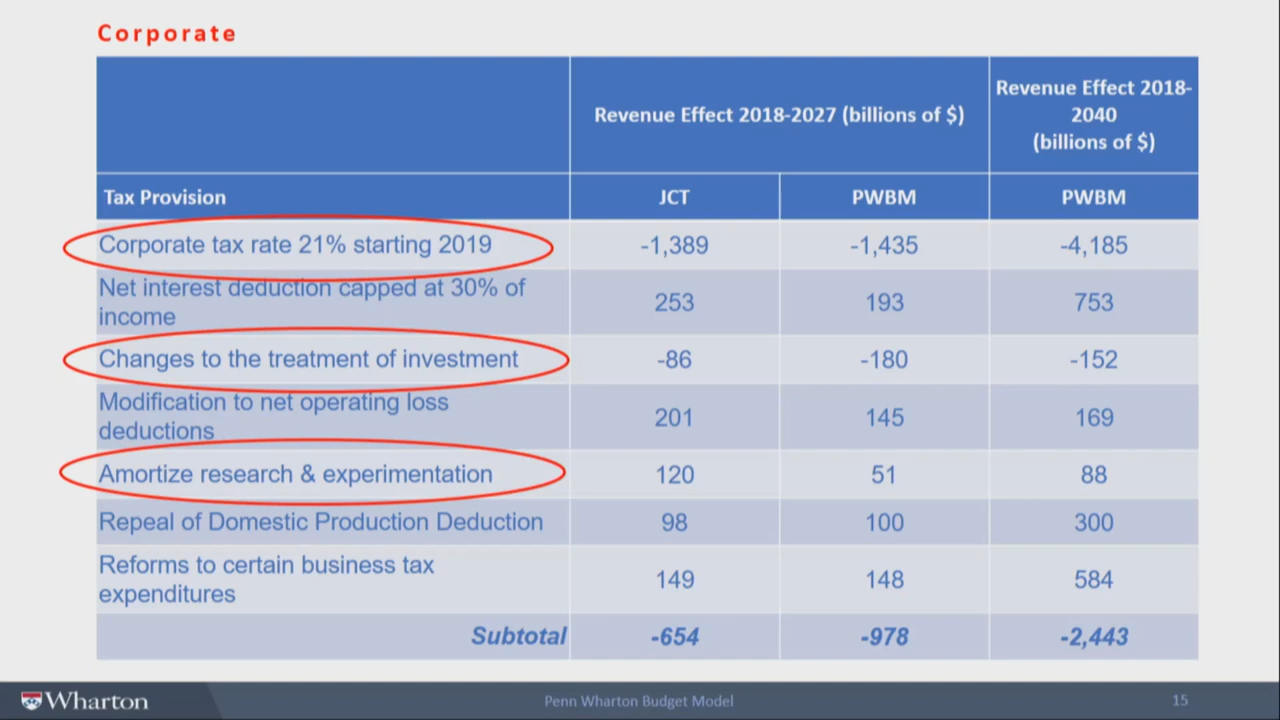 Corporate
Revenue Effect 2018-2027 (billions of $)
Revenue Effect 2018-
2040
(billions of $)
Tax Provision
JCT
PWBM
PWBM
Corporate tax rate 21% starting 2019
-1,389
-1,435
-4,185
Net interest deduction capped at 30% of
income
253
193
753
Changes to the treatment of investment
-86
-180
-152
Modification to net operating loss
deductions
201
145
169
Amortize research & experimentation
120
51
88
Repeal of Domestic Production Deduction
98
100
300
Reforms to certain business tax
expenditures
149
148
584
Subtotal
-654
-978
-2,443
Wharton
Penn Wharton Budget Model
15